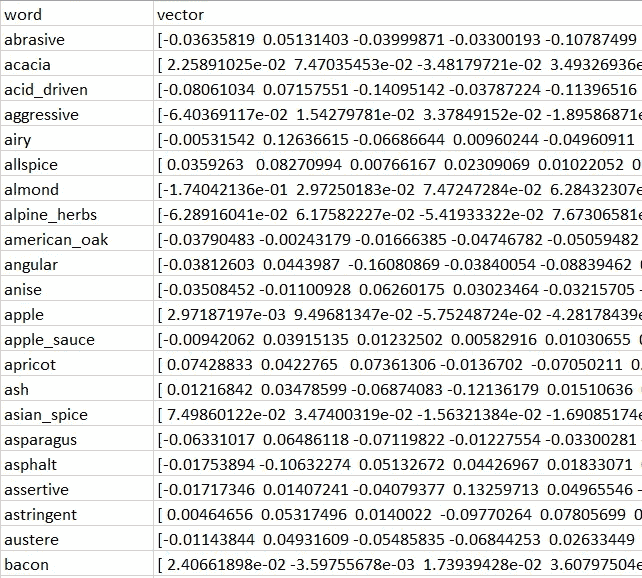 word vector
abrasive [-0.03635819 0.05131403 -0.03999871 -0.03300193 -0.10787499
acacia [ 2.25891025e-02 7.47035453e-02 -3.48179721e-02 3.49326936e
acid_driven [-0.08061034 0.07157551 -0.14095142 -0.03787224 -0.11396516
aggressive [-6.40369117e-02 1.54279781e-02 3.37849152e-02 -1.89586871e
airy [-0.00531542 0.12636615 -0.06686644 0.00960244 -0.04960911
allspice [ 0.0359263 0.08270994 0.00766167 0.02309069 0.01022052 0
almond [-1.74042136e-01 2.97250183e-02 7.47247284e-02 6.28432307e
alpine_herbs [-6.28916041e-02 6.17582227e-02 -5.41933322e-02 7.67306581e
american_oak [-0.03790483 -0.00243179 -0.01666385 -0.04746782 -0.05059482
angular [-0.03812603 0.0443987 -0.16080869 -0.03840054 -0.08839462
anise [-0.03508452 -0.01100928 0.06260175 0.03023464 -0.03215705 -
apple [ 2.97187197e-03 9.49681347e-02 -5.75248724e-02 -4.28178439e
apple_sauce [-0.00942062 0.03915135 0.01232502 0.00582916 0.01030655
apricot [ 0.07428833 0.0422765 0.07361306 -0.0136702 -0.07050211 0.
ash [ 0.01216842 0.03478599 -0.06874083 -0.12136179 0.01510636
asian_spice [ 7.49860122e-02 3.47400319e-02 -1.56321384e-02 -1.69085174e
asparagus [-0.06331017 0.06486118 -0.07119822 -0.01227554 -0.03300281
asphalt [-0.01753894 -0.10632274 0.05132672 0.04426967 0.01833071
assertive [-0.01717346 0.01407241 -0.04079377 0.13259713 0.04965546 -
astringent [ 0.00464656 0.05317496 0.0140022 -0.09770264 0.07805699 0
austere [-0.01143844 0.04931609 -0.05485835 -0.06844253 0.02633449
bacon [ 2.40661898e-02 -3.59755678e-03 1.73939428e-02 3.60797504e